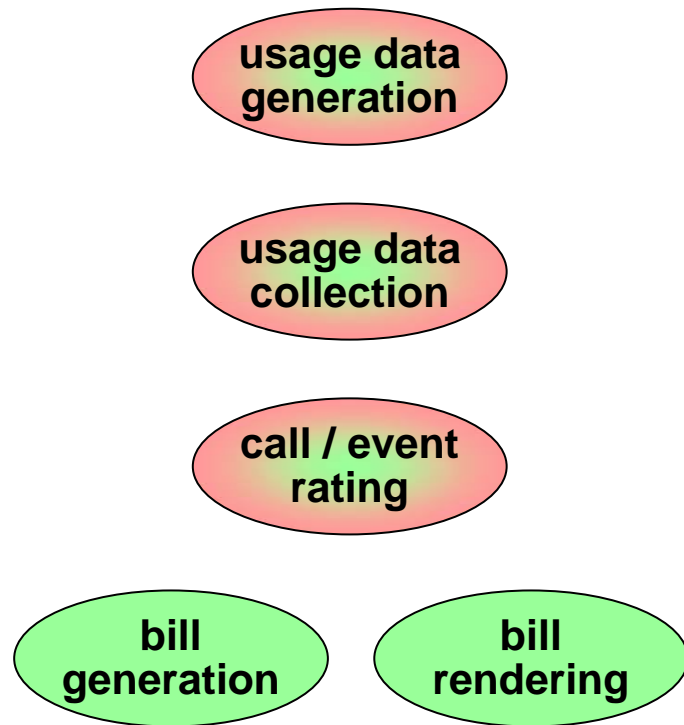 usage data
generation
usage data
collection
call / event
rating
bill
generation
bill
rendering